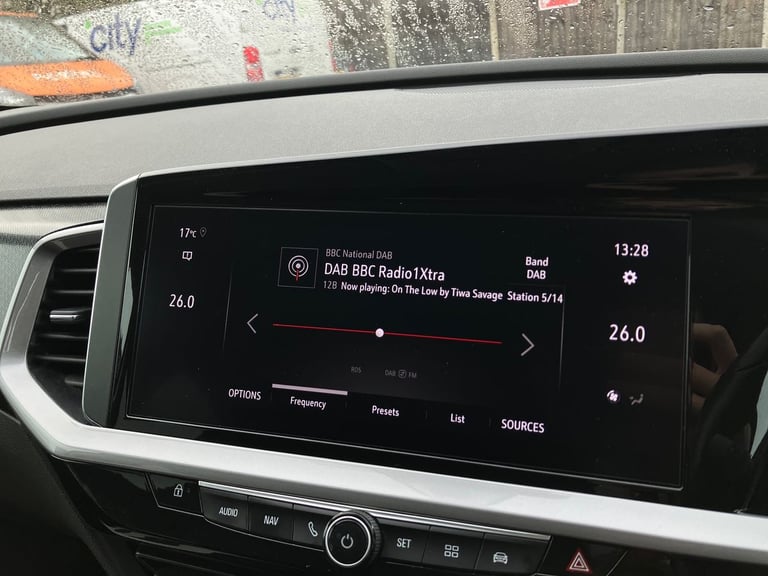 city
city
17°C
BBC National DAB
DAB BBC Radio1Xtra
12B Now playing: On The Low by Tiwa Savage Station 5/14
Band
DAB
13:28
26.0
26.0
RDS DAB FM
OPTIONS Frequency Presets List SOURCES
AUDIO NAV SET